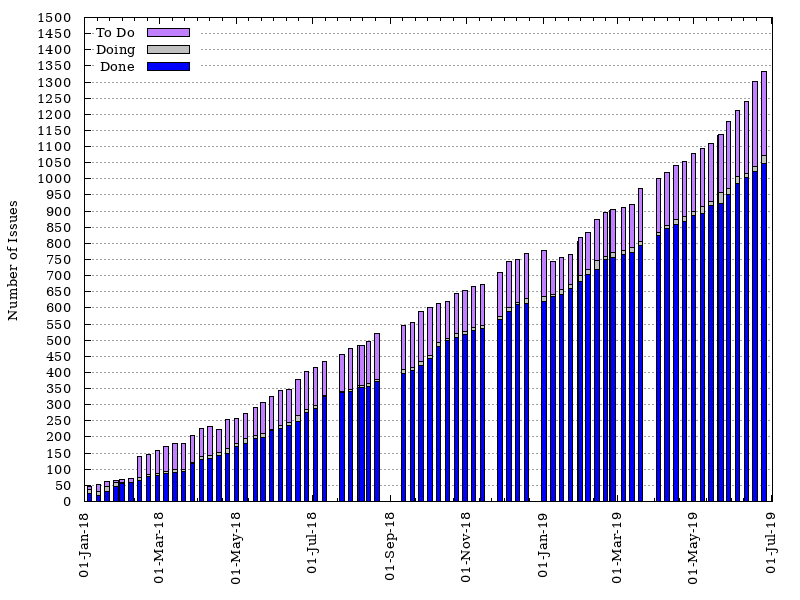 1500
1450
1400
1350
1300
1250
1200
1150
1100
1050
1000
950
900
850
800
750
700
650
600
550
500
450
400
350
300
250
200
150
100
50
0
To Do
Doing
Done
Number of Issues
01-Jan-18
01-Mar-18
01-May-18
01-Jul-18
01-Sep-18
01-Nov-18
01-Jan-19
01-Mar-19
01-May-19
01-Jul-19